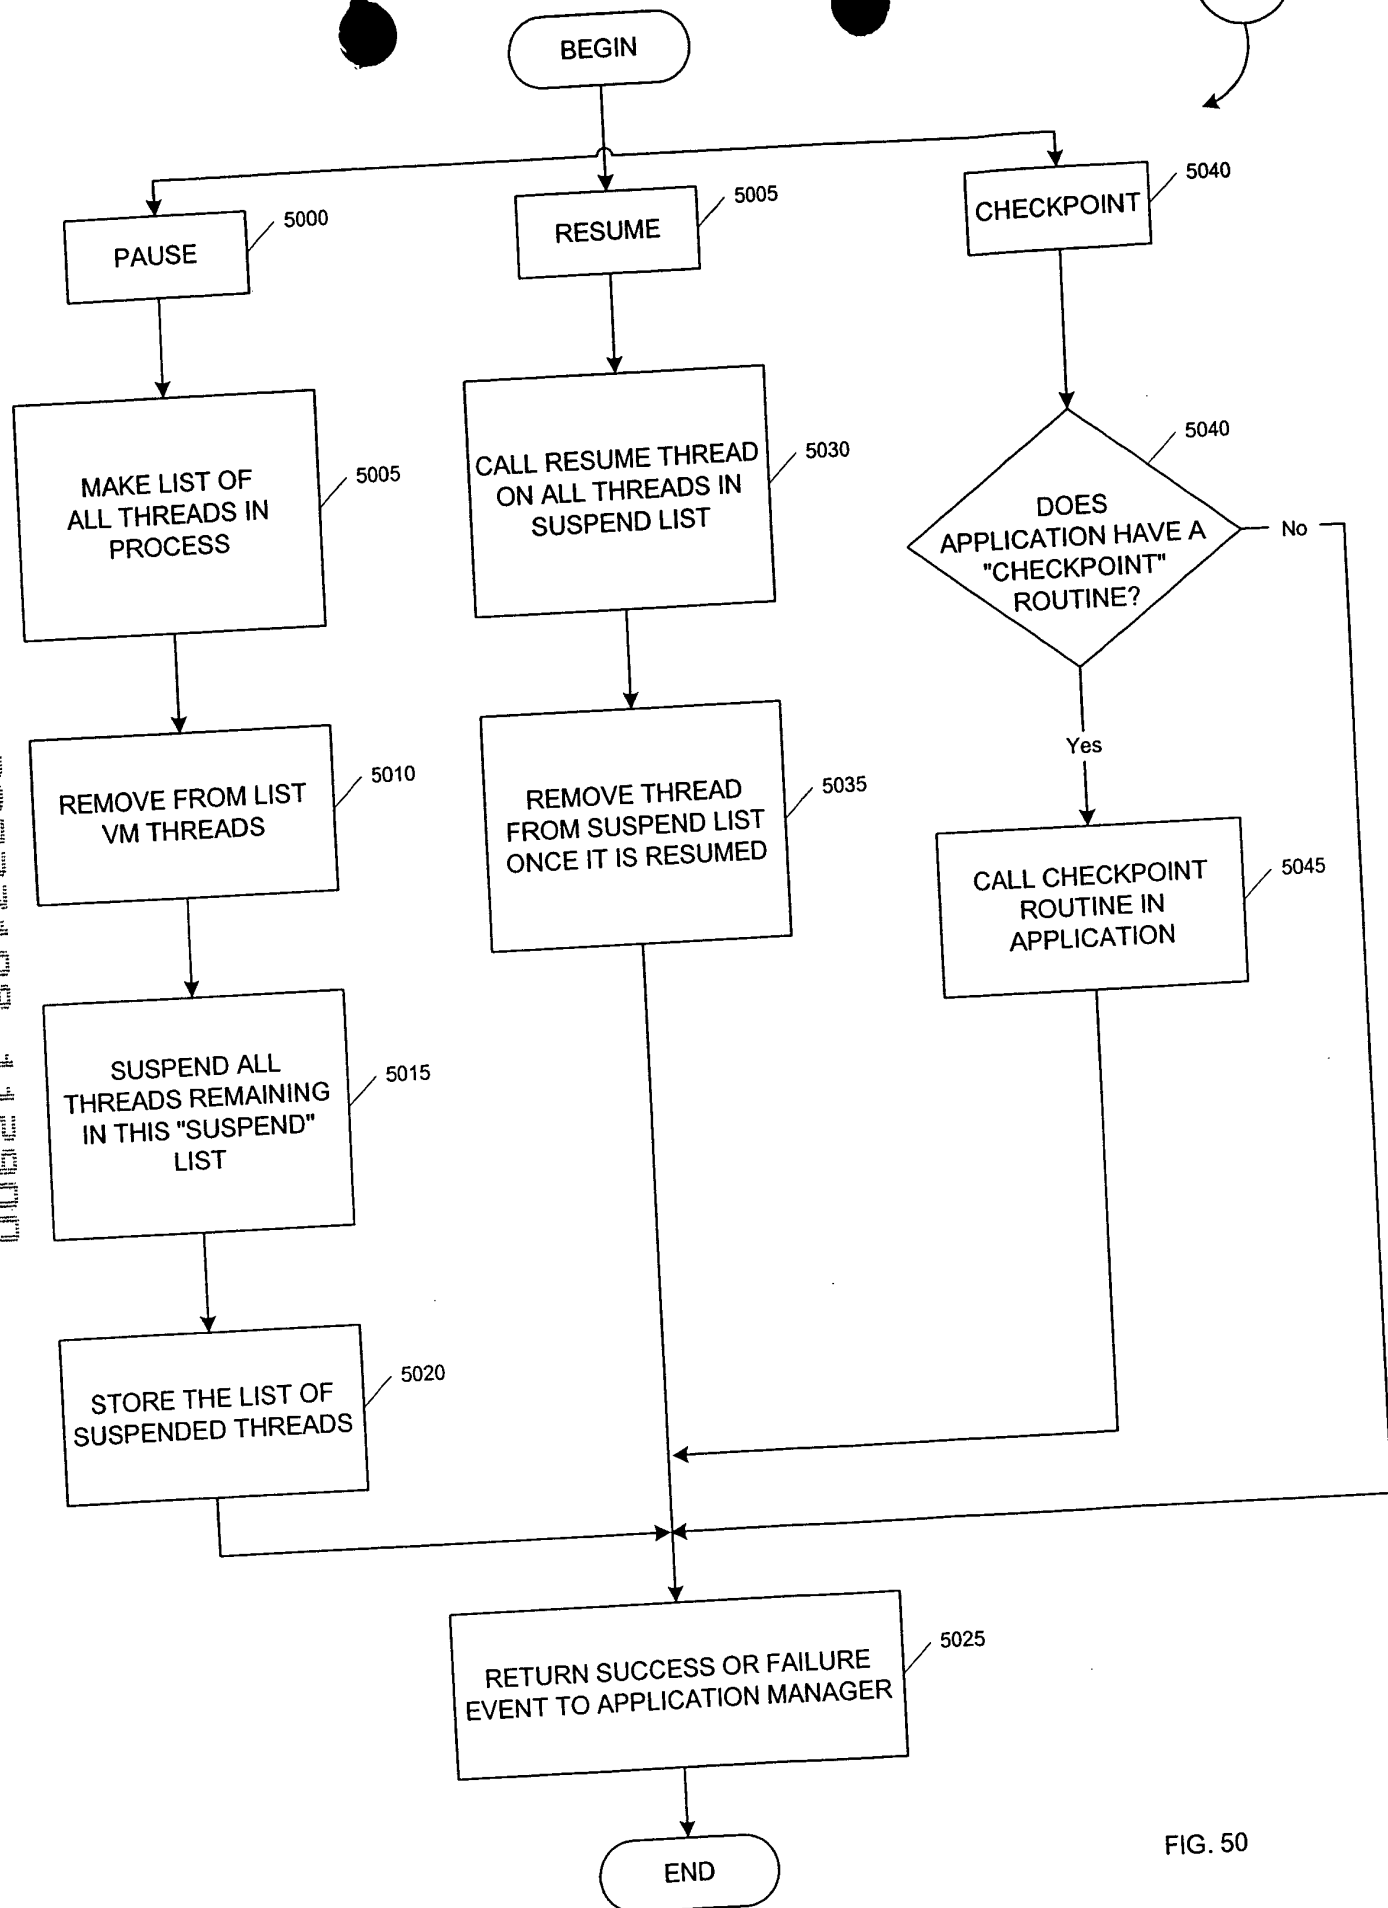 BEGIN
PAUSE
5000
RESUME
5005
CHECKPOINT
5040
MAKE LIST OF
ALL THREADS IN
PROCESS
5005
CALL RESUME THREAD
ON ALL THREADS IN
SUSPEND LIST
5030
DOES
APPLICATION HAVE A
"CHECKPOINT"
ROUTINE?
5040
No
Yes
REMOVE FROM LIST
VM THREADS
5010
REMOVE THREAD
FROM SUSPEND LIST
ONCE IT IS RESUMED
5035
CALL CHECKPOINT
ROUTINE IN
APPLICATION
5045
SUSPEND ALL
THREADS REMAINING
IN THIS "SUSPEND"
LIST
5015
STORE THE LIST OF
SUSPENDED THREADS
5020
RETURN SUCCESS OR FAILURE
EVENT TO APPLICATION MANAGER
5025
END
FIG. 50